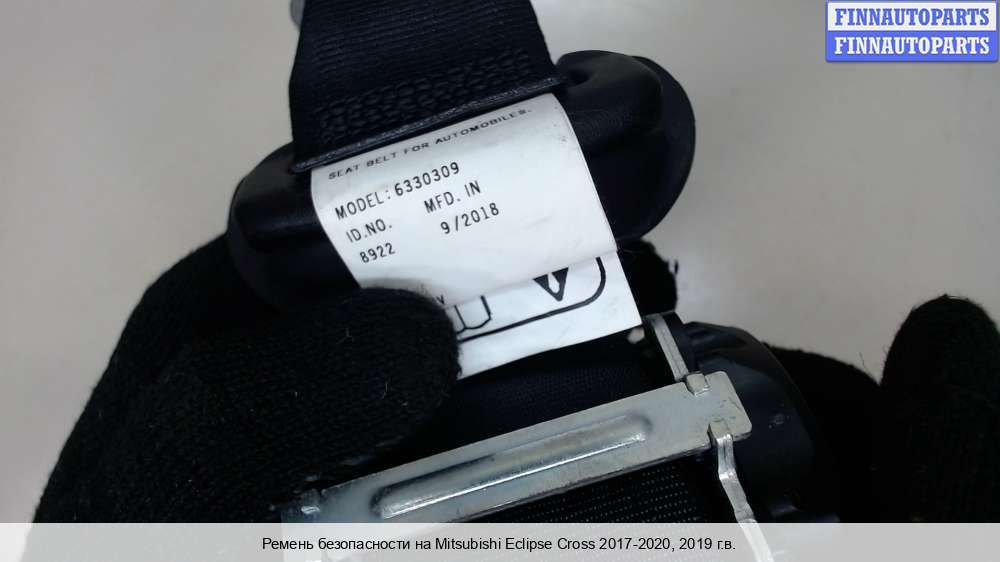 FINNAUTOPARTS
FINNAUTOPARTS
SEAT BELT FOR AUTOMOBILES.
MODEL: 6330309
ID.NO. MFD. IN
8922 9/2018
Ремень безопасности на Mitsubishi Eclipse Cross 2017-2020, 2019 г.в.